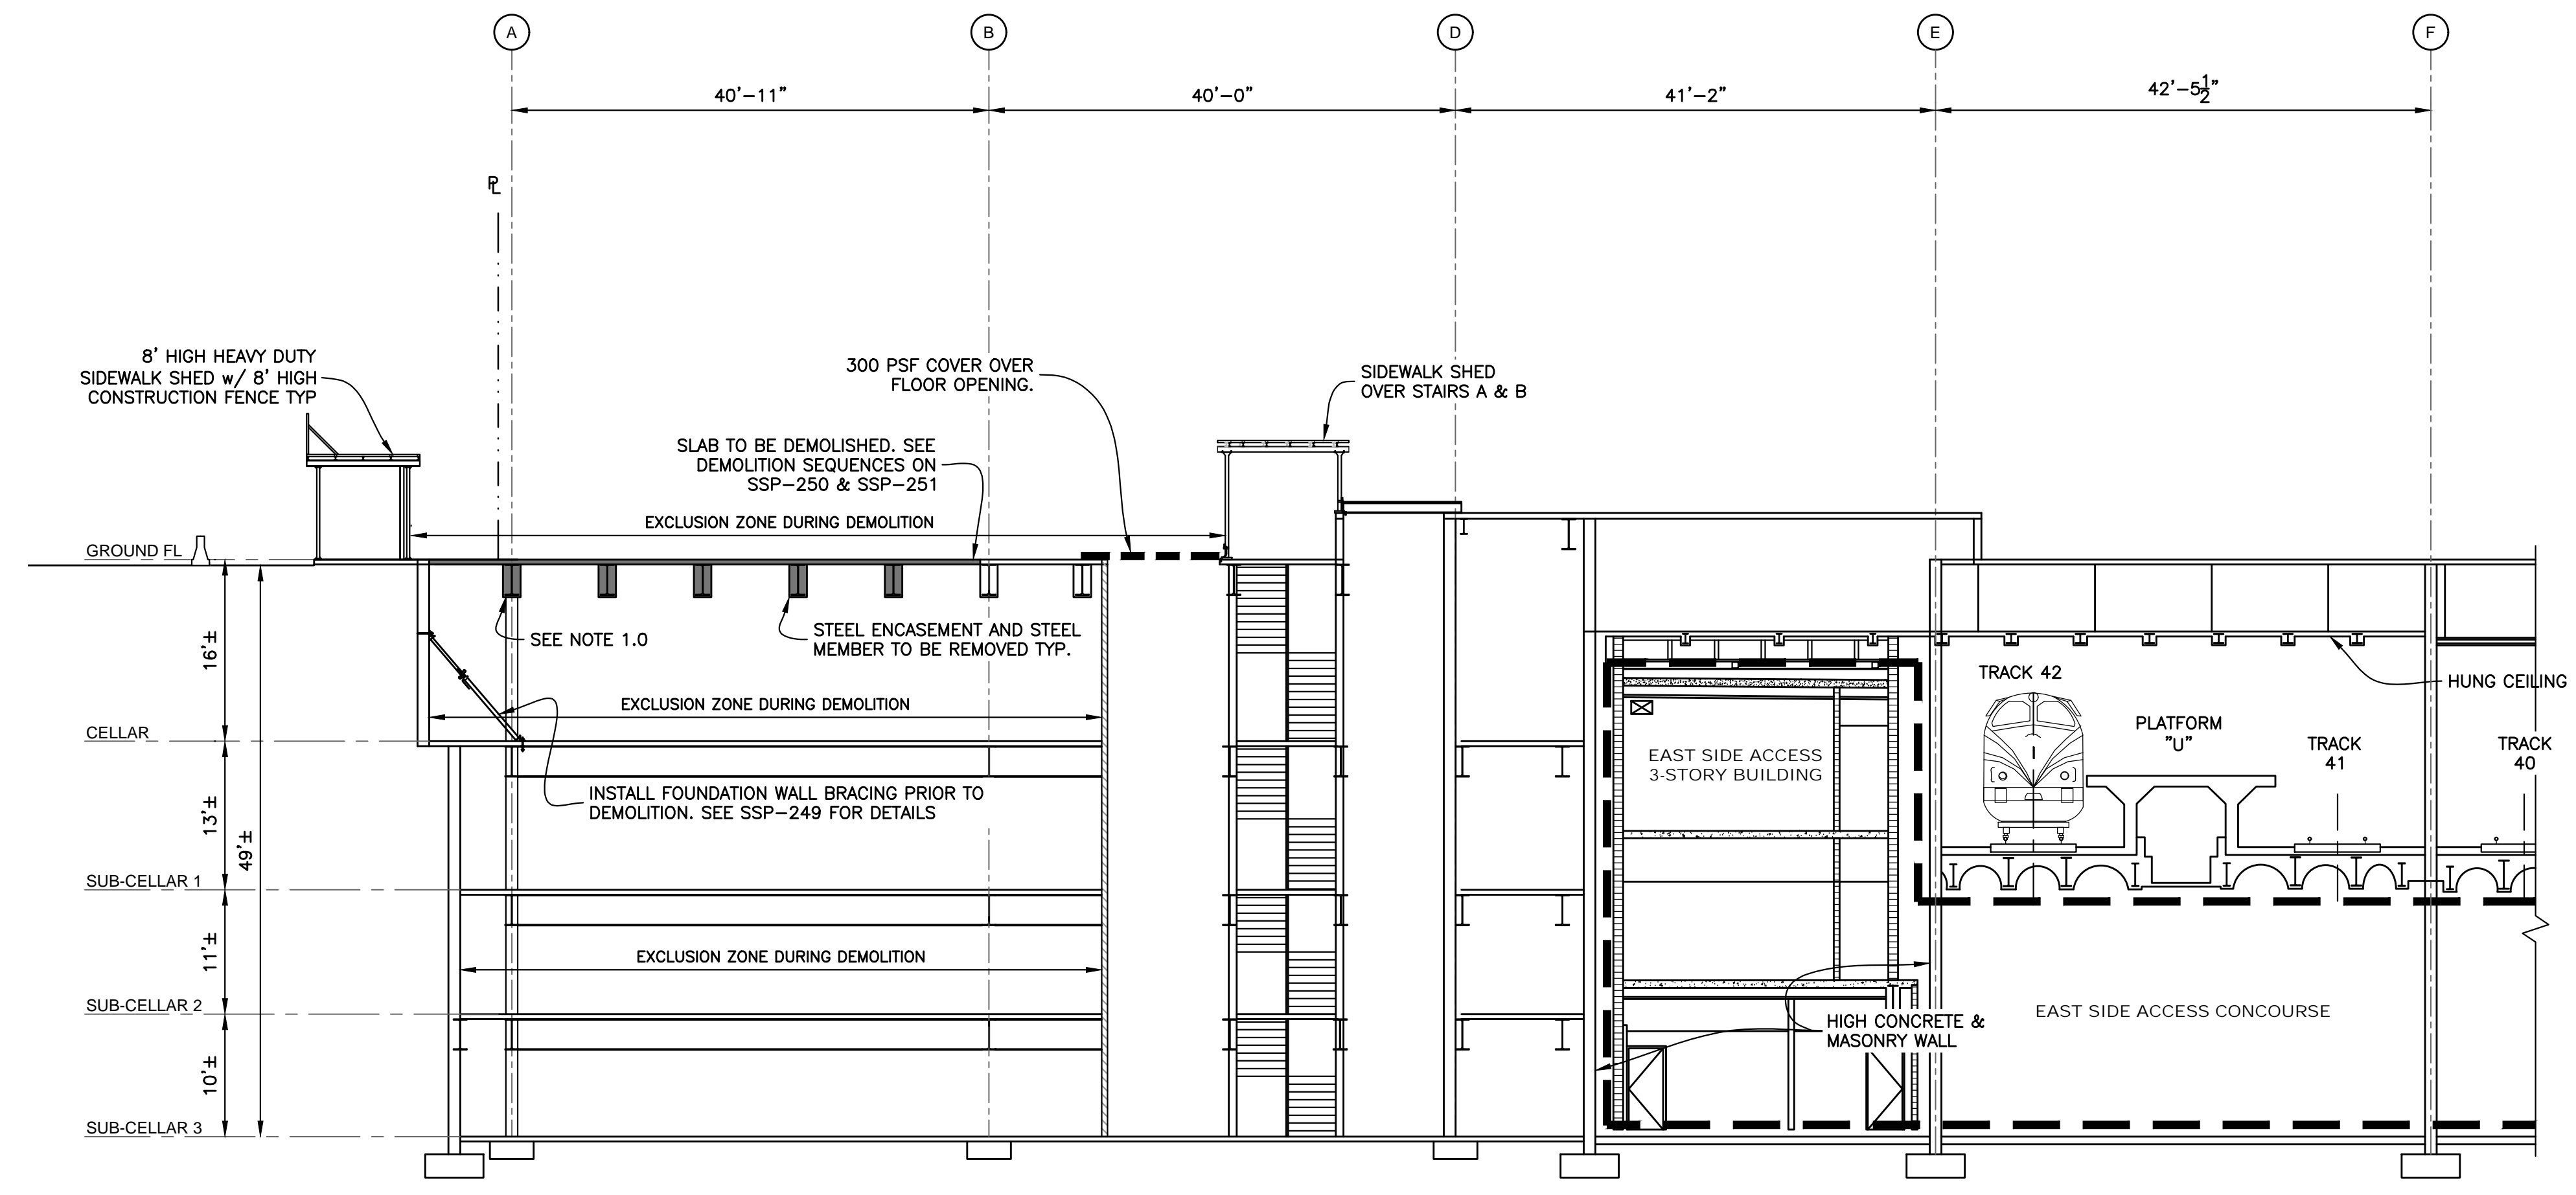 A
B
D
E
F
40'-11"
40'-0"
41'-2"
42'-5 1/2"
PL
8' HIGH HEAVY DUTY
SIDEWALK SHED w/ 8' HIGH
CONSTRUCTION FENCE TYP
300 PSF COVER OVER
FLOOR OPENING.
SIDEWALK SHED
OVER STAIRS A & B
SLAB TO BE DEMOLISHED. SEE
DEMOLITION SEQUENCES ON
SSP-250 & SSP-251
EXCLUSION ZONE DURING DEMOLITION
GROUND FL
SEE NOTE 1.0
STEEL ENCASEMENT AND STEEL
MEMBER TO BE REMOVED TYP.
16'±
EXCLUSION ZONE DURING DEMOLITION
TRACK 42
HUNG CEILING
CELLAR
PLATFORM
"U"
TRACK
41
TRACK
40
EAST SIDE ACCESS
3-STORY BUILDING
INSTALL FOUNDATION WALL BRACING PRIOR TO
DEMOLITION. SEE SSP-249 FOR DETAILS
13'±
49'±
SUB-CELLAR 1
11'±
EXCLUSION ZONE DURING DEMOLITION
SUB-CELLAR 2
HIGH CONCRETE &
MASONRY WALL
EAST SIDE ACCESS CONCOURSE
10'±
SUB-CELLAR 3